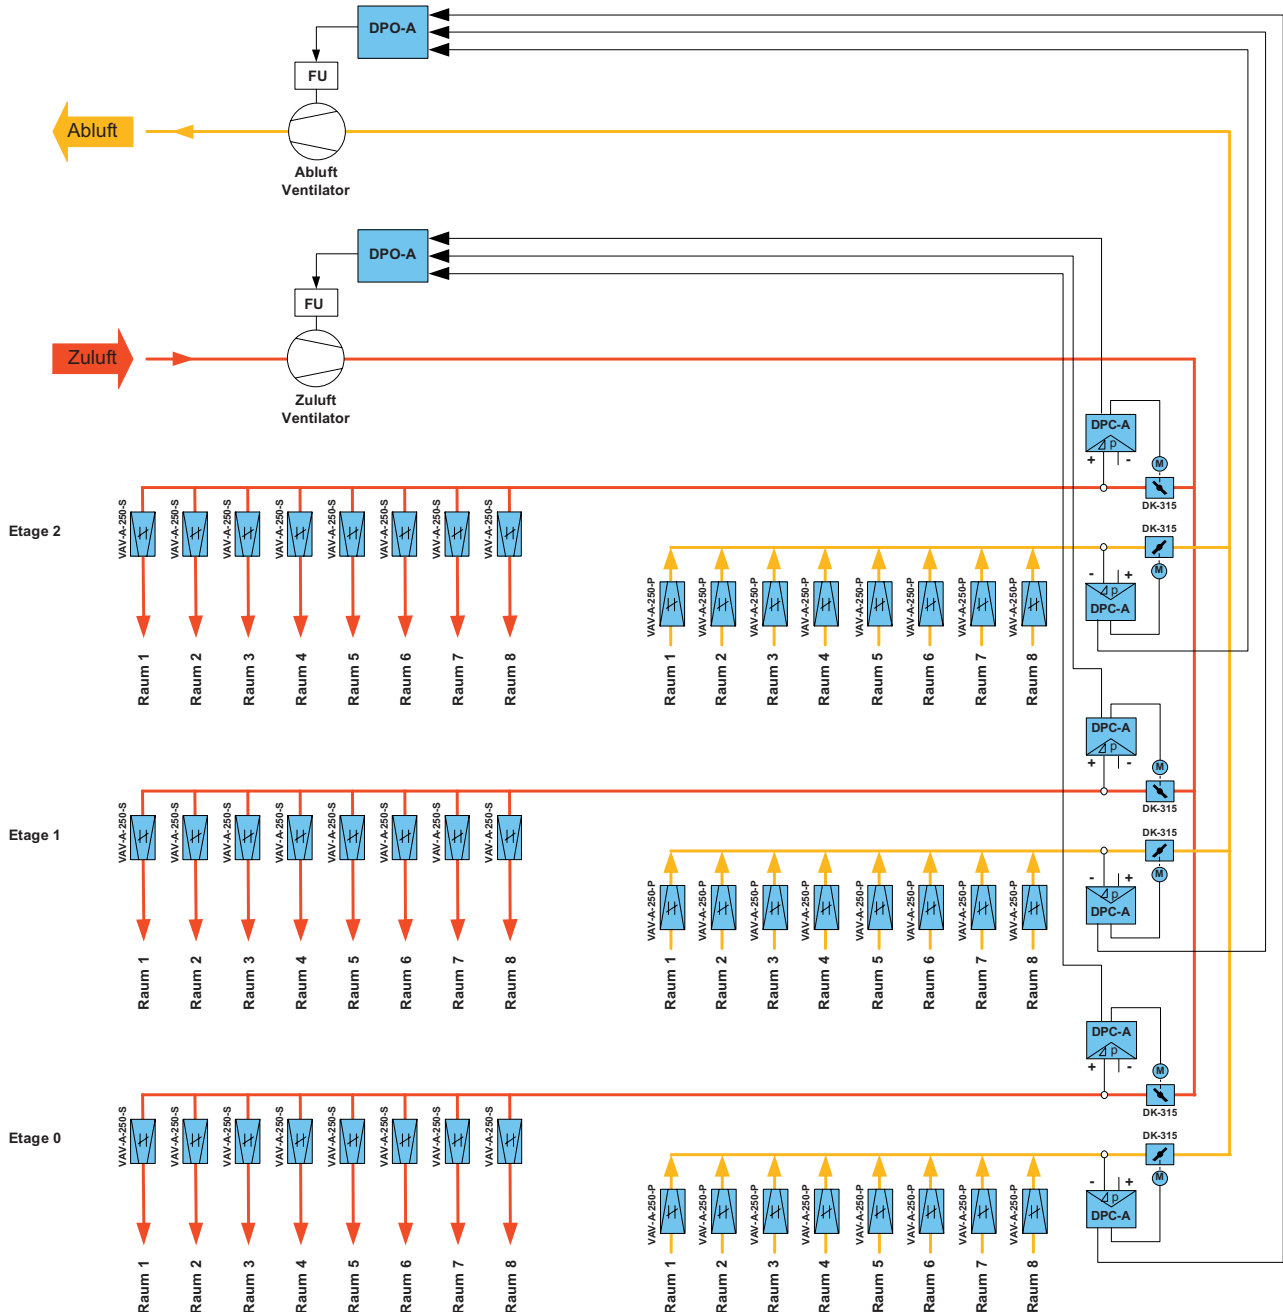 DPO-A
FU
Abluft
Abluft
Ventilator
DPO-A
FU
Zuluft
Zuluft
Ventilator
DPC-A
⊿p
+ -
M
DK-315
Etage 2
VAV-A-250-S VAV-A-250-S VAV-A-250-S VAV-A-250-S VAV-A-250-S VAV-A-250-S VAV-A-250-S VAV-A-250-S
DK-315
M
- +
⊿p
DPC-A
VAV-A-250-P VAV-A-250-P VAV-A-250-P VAV-A-250-P VAV-A-250-P VAV-A-250-P VAV-A-250-P VAV-A-250-P
Raum 1 Raum 2 Raum 3 Raum 4 Raum 5 Raum 6 Raum 7 Raum 8
Raum 1 Raum 2 Raum 3 Raum 4 Raum 5 Raum 6 Raum 7 Raum 8
DPC-A
⊿p
+ -
M
DK-315
Etage 1
VAV-A-250-S VAV-A-250-S VAV-A-250-S VAV-A-250-S VAV-A-250-S VAV-A-250-S VAV-A-250-S VAV-A-250-S
DK-315
M
- +
⊿p
DPC-A
VAV-A-250-P VAV-A-250-P VAV-A-250-P VAV-A-250-P VAV-A-250-P VAV-A-250-P VAV-A-250-P VAV-A-250-P
Raum 1 Raum 2 Raum 3 Raum 4 Raum 5 Raum 6 Raum 7 Raum 8
Raum 1 Raum 2 Raum 3 Raum 4 Raum 5 Raum 6 Raum 7 Raum 8
DPC-A
⊿p
+ -
M
DK-315
Etage 0
VAV-A-250-S VAV-A-250-S VAV-A-250-S VAV-A-250-S VAV-A-250-S VAV-A-250-S VAV-A-250-S VAV-A-250-S
DK-315
M
- +
⊿p
DPC-A
VAV-A-250-P VAV-A-250-P VAV-A-250-P VAV-A-250-P VAV-A-250-P VAV-A-250-P VAV-A-250-P VAV-A-250-P
Raum 1 Raum 2 Raum 3 Raum 4 Raum 5 Raum 6 Raum 7 Raum 8
Raum 1 Raum 2 Raum 3 Raum 4 Raum 5 Raum 6 Raum 7 Raum 8